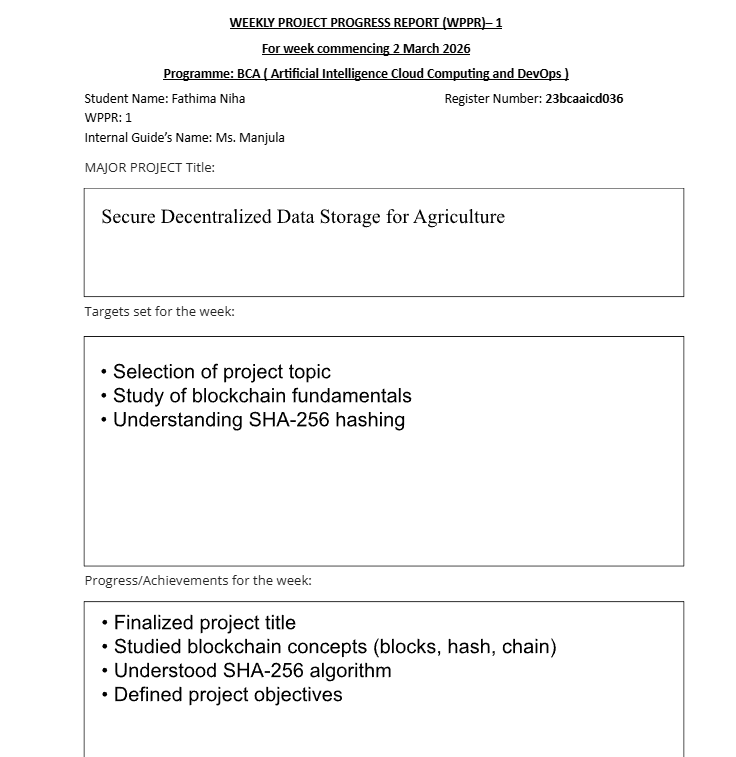 WEEKLY PROJECT PROGRESS REPORT (WPPR)– 1
For week commencing 2 March 2026
Programme: BCA ( Artificial Intelligence Cloud Computing and DevOps )
Student Name: Fathima Niha Register Number: 23bcaaicd036
WPPR: 1
Internal Guide's Name: Ms. Manjula
MAJOR PROJECT Title:
Secure Decentralized Data Storage for Agriculture
Targets set for the week:
• Selection of project topic
• Study of blockchain fundamentals
• Understanding SHA-256 hashing
Progress/Achievements for the week:
• Finalized project title
• Studied blockchain concepts (blocks, hash, chain)
• Understood SHA-256 algorithm
• Defined project objectives